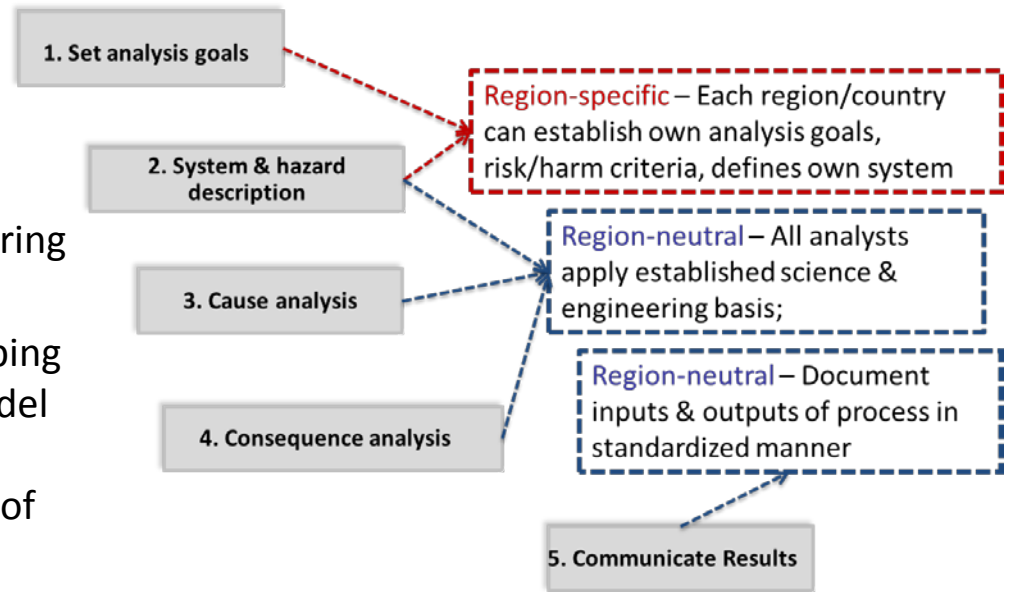 1. Set analysis goals
Region-specific – Each region/country
can establish own analysis goals,
risk/harm criteria, defines own system
2. System & hazard
description
Region-neutral – All analysts
apply established science &
engineering basis;
3. Cause analysis
Region-neutral – Document
inputs & outputs of process in
standardized manner
4. Consequence analysis
5. Communicate Results
of